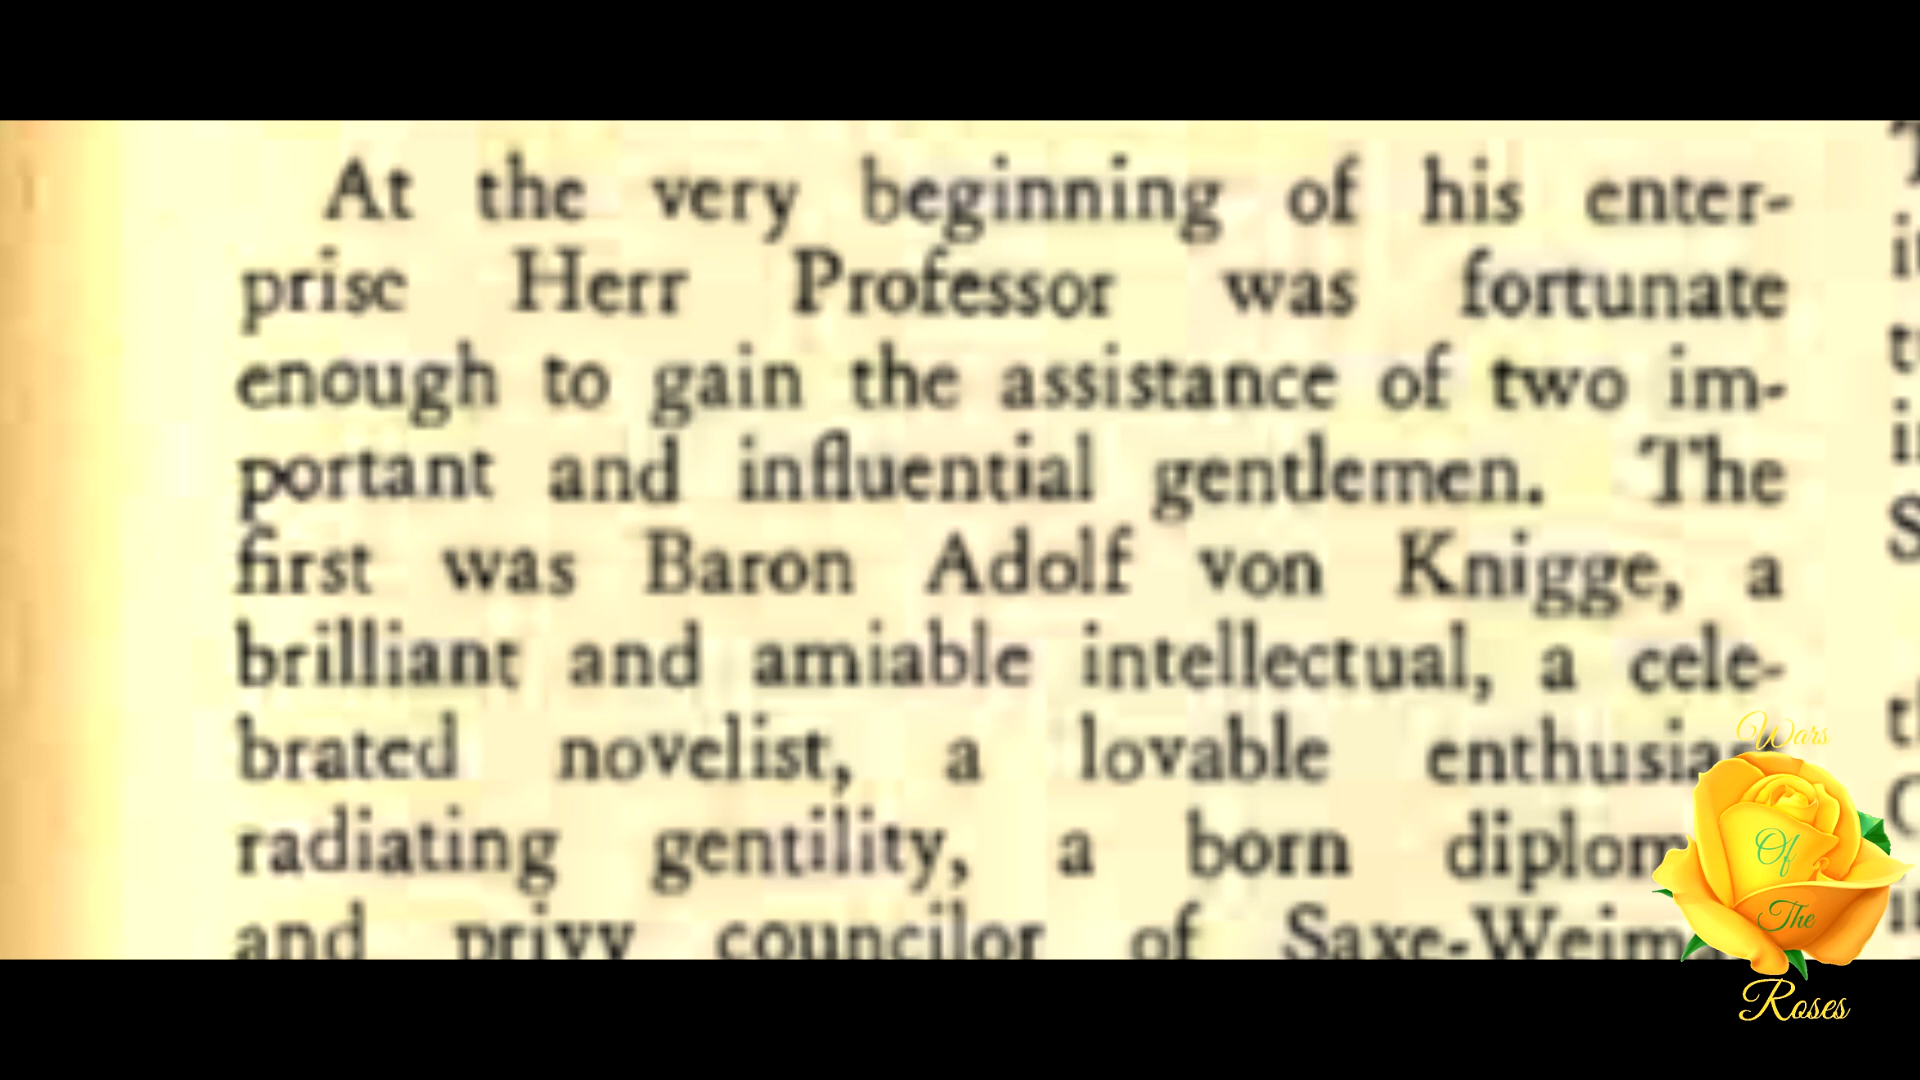 At the very beginning of his enter-
prise Herr Professor was fortunate
enough to gain the assistance of two im-
portant and influential gentlemen. The
first was Baron Adolf von Knigge, a
brilliant and amiable intellectual, a cele-
brated novelist, a lovable
radiating gentility, a born
and privy councilor of
Wars
Of
The
Roses